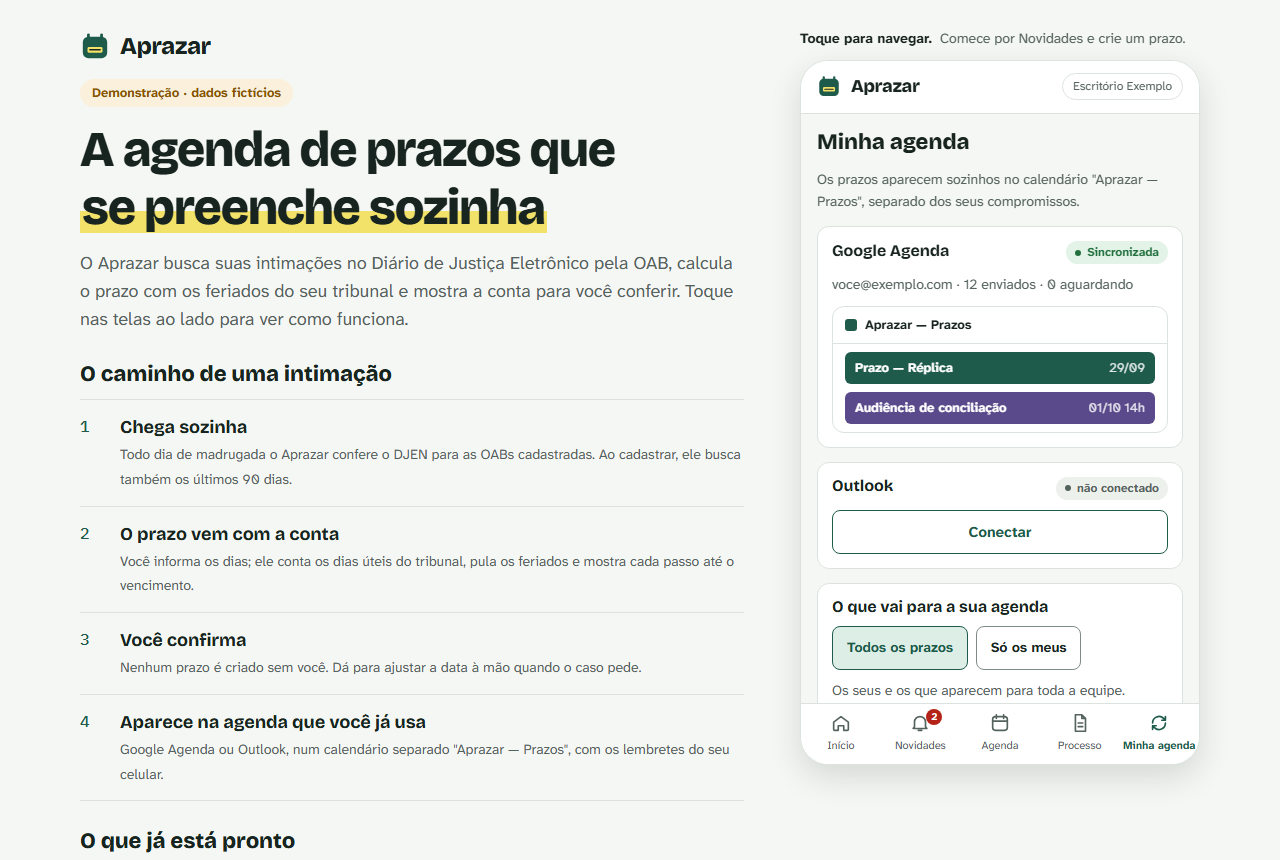 Aprazar
Demonstração · dados fictícios
A agenda de prazos que
se preenche sozinha
O Aprazar busca suas intimações no Diário de Justiça Eletrônico pela OAB, calcula
o prazo com os feriados do seu tribunal e mostra a conta para você conferir. Toque
nas telas ao lado para ver como funciona.
O caminho de uma intimação
1 Chega sozinha
Todo dia de madrugada o Aprazar confere o DJEN para as OABs cadastradas. Ao cadastrar, ele busca
também os últimos 90 dias.
2 O prazo vem com a conta
Você informa os dias; ele conta os dias úteis do tribunal, pula os feriados e mostra cada passo até o
vencimento.
3 Você confirma
Nenhum prazo é criado sem você. Dá para ajustar a data à mão quando o caso pede.
4 Aparece na agenda que você já usa
Google Agenda ou Outlook, num calendário separado "Aprazar — Prazos", com os lembretes do seu
celular.
O que já está pronto
Toque para navegar. Comece por Novidades e crie um prazo.
Aprazar Escritório Exemplo
Minha agenda
Os prazos aparecem sozinhos no calendário "Aprazar —
Prazos", separado dos seus compromissos.
Google Agenda Sincronizada
voce@exemplo.com · 12 enviados · 0 aguardando
Aprazar — Prazos
Prazo — Réplica 29/09
Audiência de conciliação 01/10 14h
Outlook não conectado
Conectar
O que vai para a sua agenda
Todos os prazos Só os meus
Os seus e os que aparecem para toda a equipe.
2
Início Novidades Agenda Processo Minha agenda